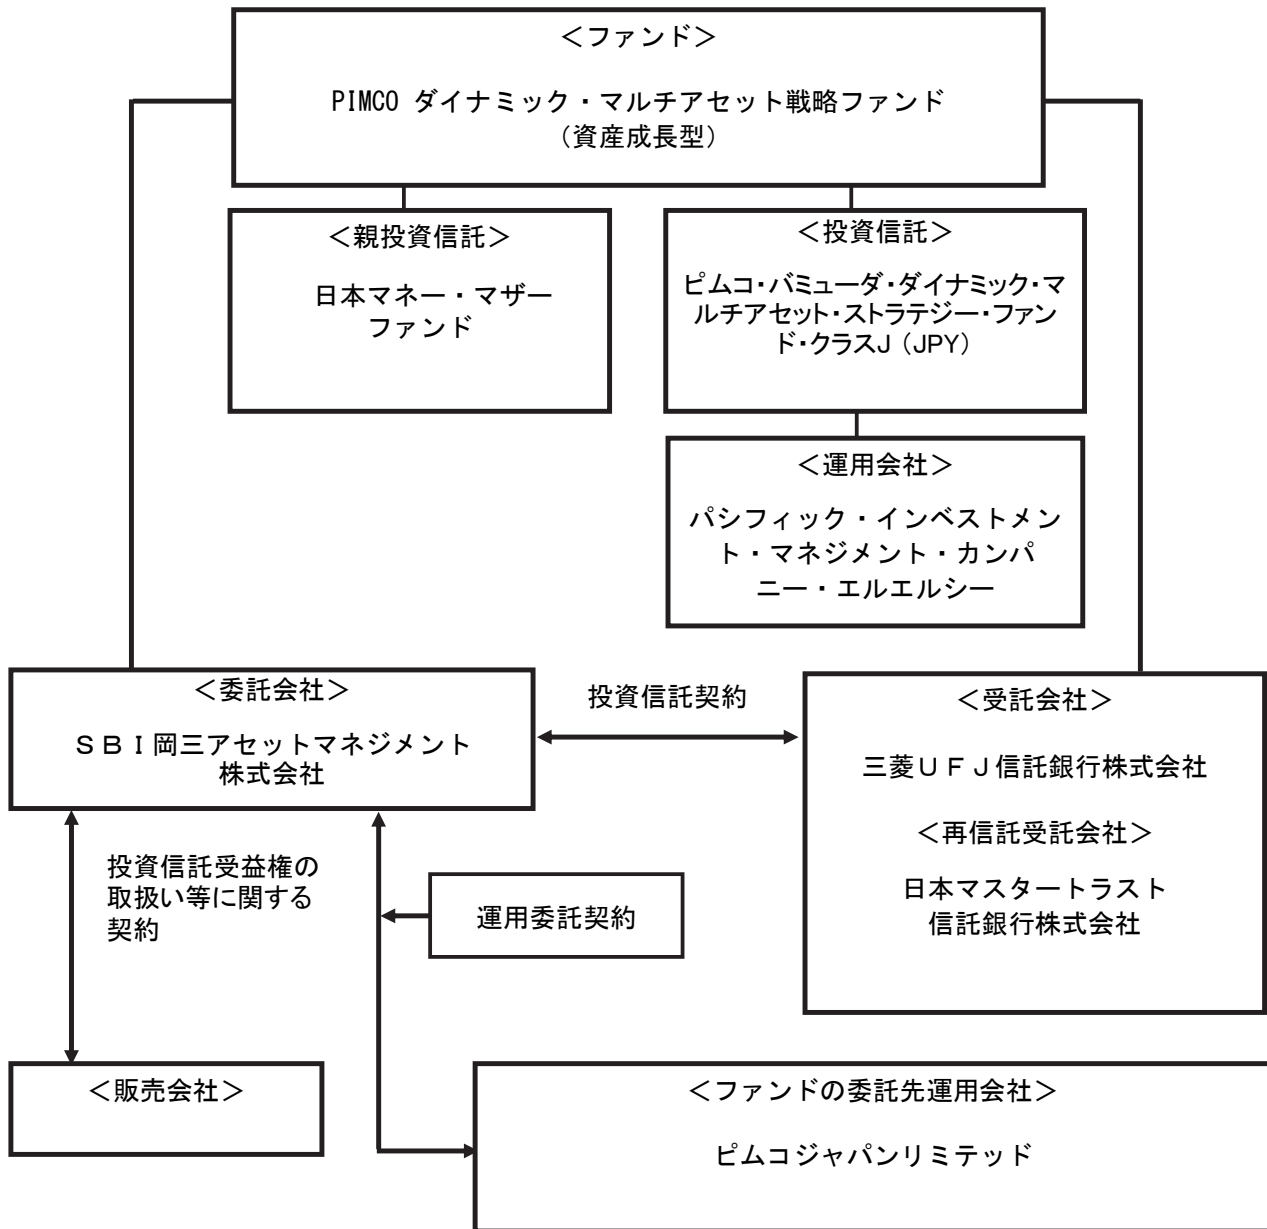 ＜ファンド＞
PIMCO ダイナミック・マルチアセット戦略ファンド
（資産成長型）
＜親投資信託＞
日本マネー・マザー
ファンド
＜投資信託＞
ピムコ・バミューダ・ダイナミック・マ
ルチアセット・ストラテジー・ファン
ド・クラスJ（JPY）
＜運用会社＞
パシフィック・インベストメン
ト・マネジメント・カンパ
ニー・エルエルシー
＜委託会社＞
ＳＢＩ岡三アセットマネジメント
株式会社
投資信託契約
＜受託会社＞
三菱ＵＦＪ信託銀行株式会社
＜再信託受託会社＞
日本マスタートラスト
信託銀行株式会社
投資信託受益権の
取扱い等に関する
契約
運用委託契約
＜販売会社＞
＜ファンドの委託先運用会社＞
ピムコジャパンリミテッド